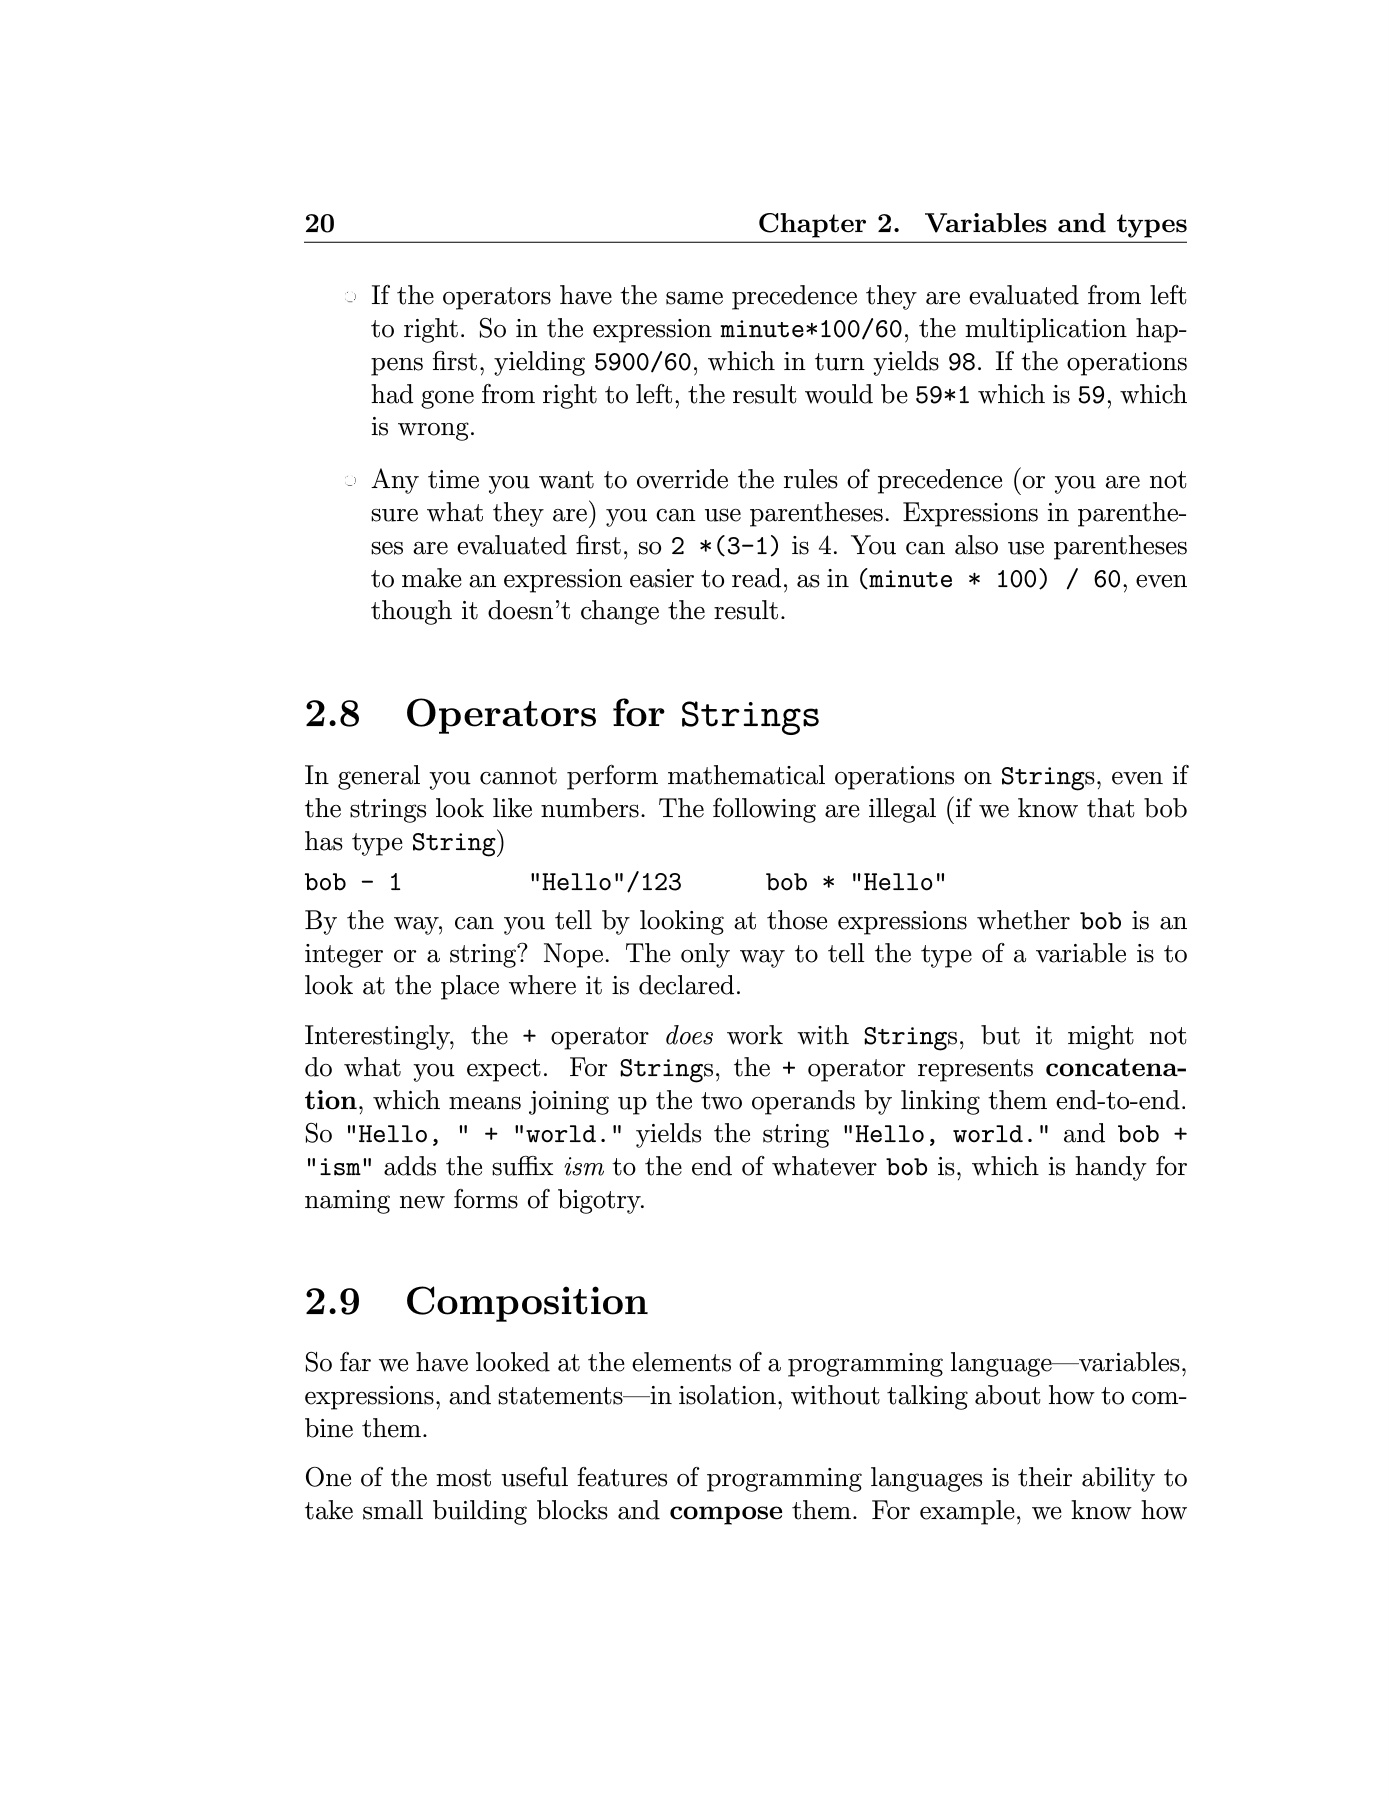 20 Chapter 2. Variables and types
◦ If the operators have the same precedence they are evaluated from left
to right. So in the expression minute*100/60, the multiplication hap-
pens first, yielding 5900/60, which in turn yields 98. If the operations
had gone from right to left, the result would be 59*1 which is 59, which
is wrong.
◦ Any time you want to override the rules of precedence (or you are not
sure what they are) you can use parentheses. Expressions in parenthe-
ses are evaluated first, so 2 *(3-1) is 4. You can also use parentheses
to make an expression easier to read, as in (minute * 100) / 60, even
though it doesn't change the result.
2.8 Operators for Strings
In general you cannot perform mathematical operations on Strings, even if
the strings look like numbers. The following are illegal (if we know that bob
has type String)
bob - 1 "Hello"/123 bob * "Hello"
By the way, can you tell by looking at those expressions whether bob is an
integer or a string? Nope. The only way to tell the type of a variable is to
look at the place where it is declared.
Interestingly, the + operator does work with Strings, but it might not
do what you expect. For Strings, the + operator represents concatena-
tion, which means joining up the two operands by linking them end-to-end.
So "Hello, " + "world." yields the string "Hello, world." and bob +
"ism" adds the suffix ism to the end of whatever bob is, which is handy for
naming new forms of bigotry.
2.9 Composition
So far we have looked at the elements of a programming language—variables,
expressions, and statements—in isolation, without talking about how to com-
bine them.
One of the most useful features of programming languages is their ability to
take small building blocks and compose them. For example, we know how